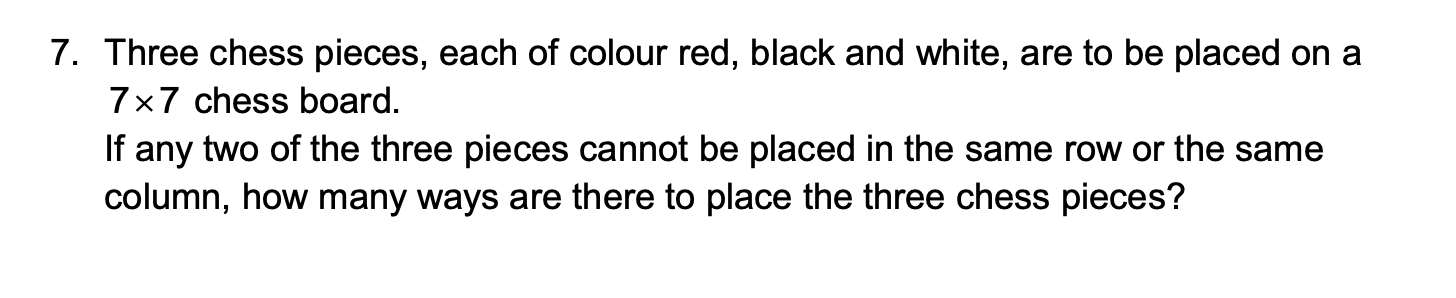 7. Three chess pieces, each of colour red, black and white, are to be placed on a
7×7 chess board.
If any two of the three pieces cannot be placed in the same row or the same
column, how many ways are there to place the three chess pieces?